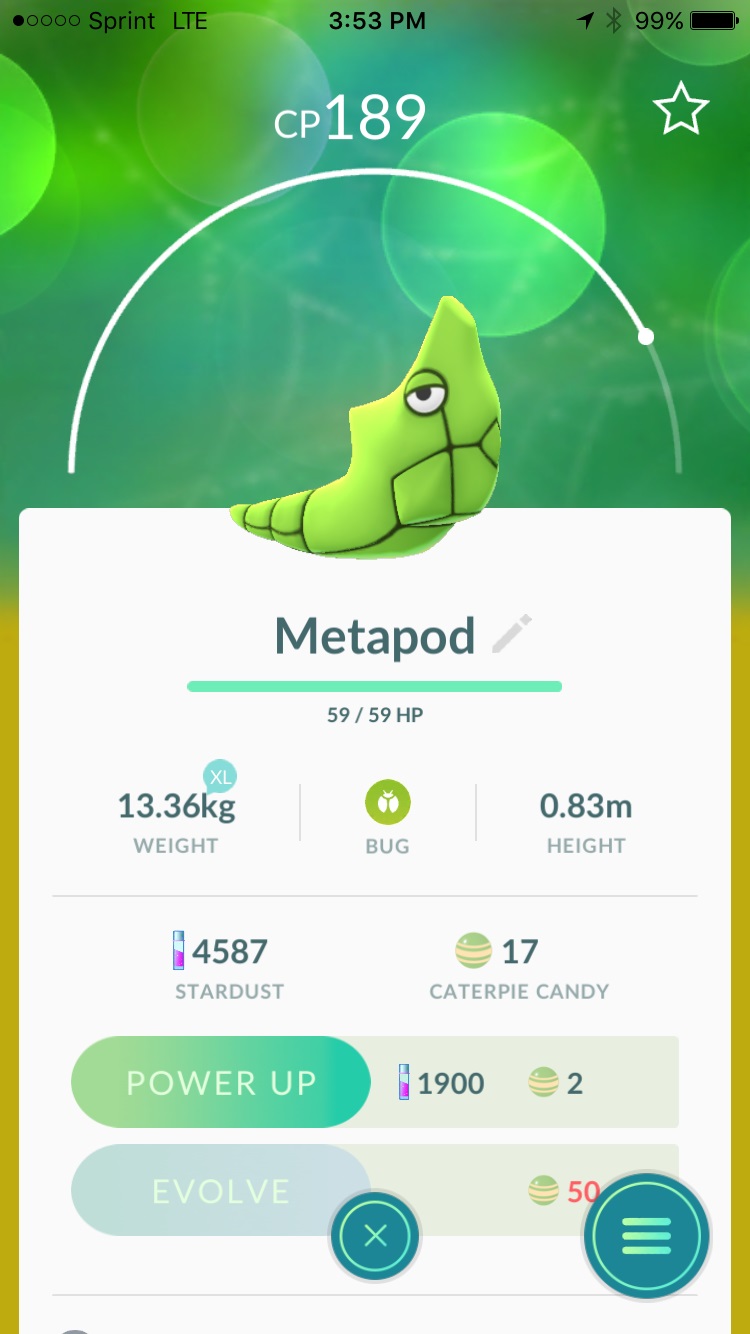 Sprint LTE 3:53 PM 99%
CP189
Metapod
59 / 59 HP
XL
13.36kg 0.83m
WEIGHT BUG HEIGHT
4587 17
STARDUST CATERPIE CANDY
POWER UP 1900 2
EVOLVE 50